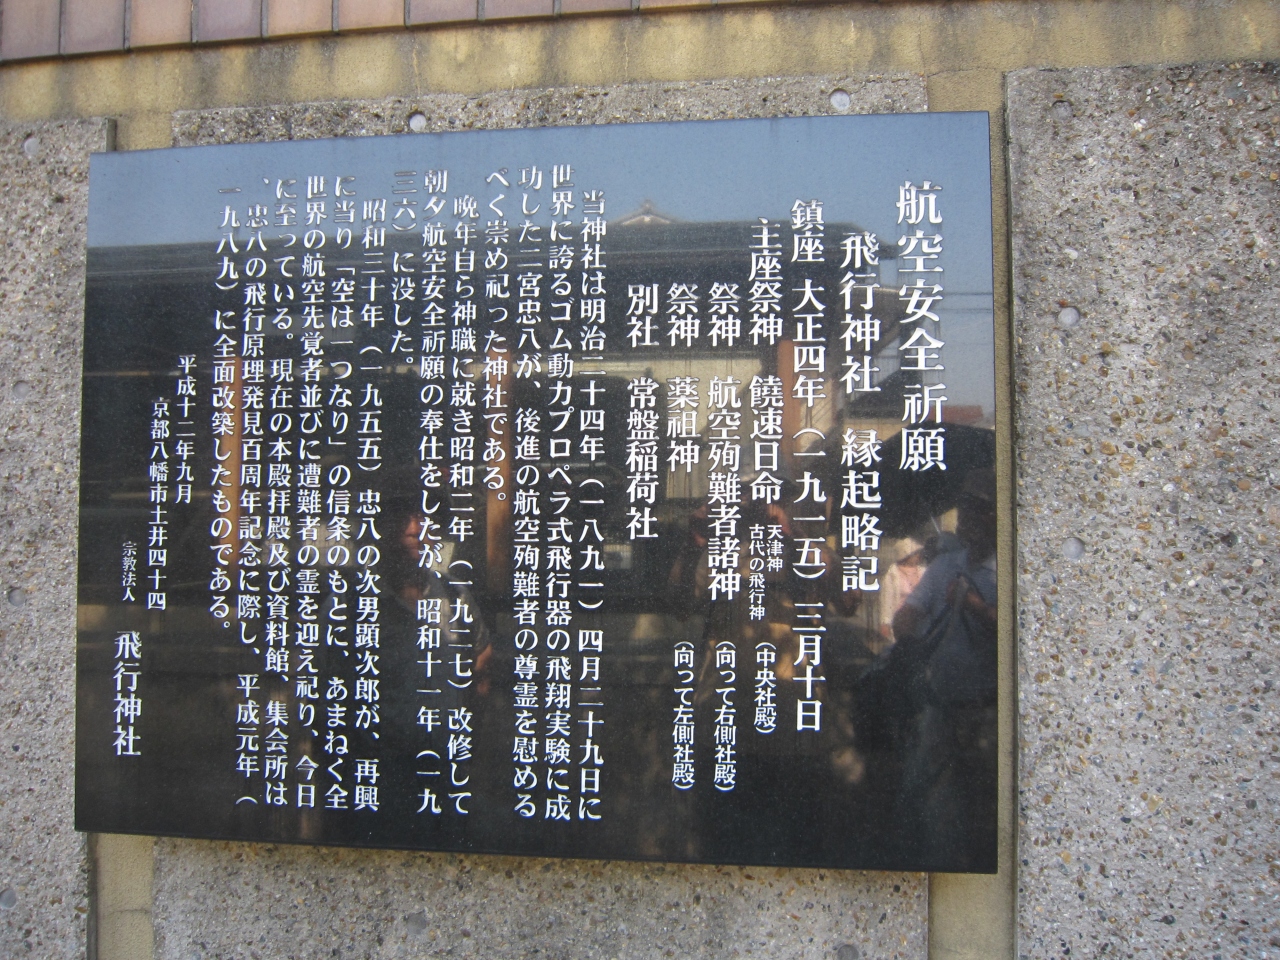 航空安全祈願
飛行神社 縁起略記
鎮座 大正四年(一九一五)三月十日
主座祭神 饒速日命 天津神 古代の飛行神 (中央社殿)
祭神 航空殉難者諸神 (向って右側社殿)
祭神 薬祖神 (向って左側社殿)
別社 常盤稲荷社
当神社は明治二十四年(一八九一)四月二十九日に
世界に誇るゴム動力プロペラ式飛行器の飛翔実験に成
功した二宮忠八が、後進の航空殉難者の尊霊を慰める
べく崇め祀った神社である。
晩年自ら神職に就き昭和二年(一九二七)改修して
朝夕航空安全祈願の奉仕をしたが、昭和十一年(一九
三六)に没した。
昭和三十年(一九五五)忠八の次男顕次郎が、再興
に当り「空は一つなり」の信条のもとに、あまねく全
世界の航空先覚者並びに遭難者の霊を迎え祀り、今日
に至っている。現在の本殿拝殿及び資料館、集会所は
、忠八の飛行原理発見百周年記念に際し、平成元年(
一九八九)に全面改築したものである。
平成十二年九月
京都八幡市土井四十四
宗教法人 飛行神社